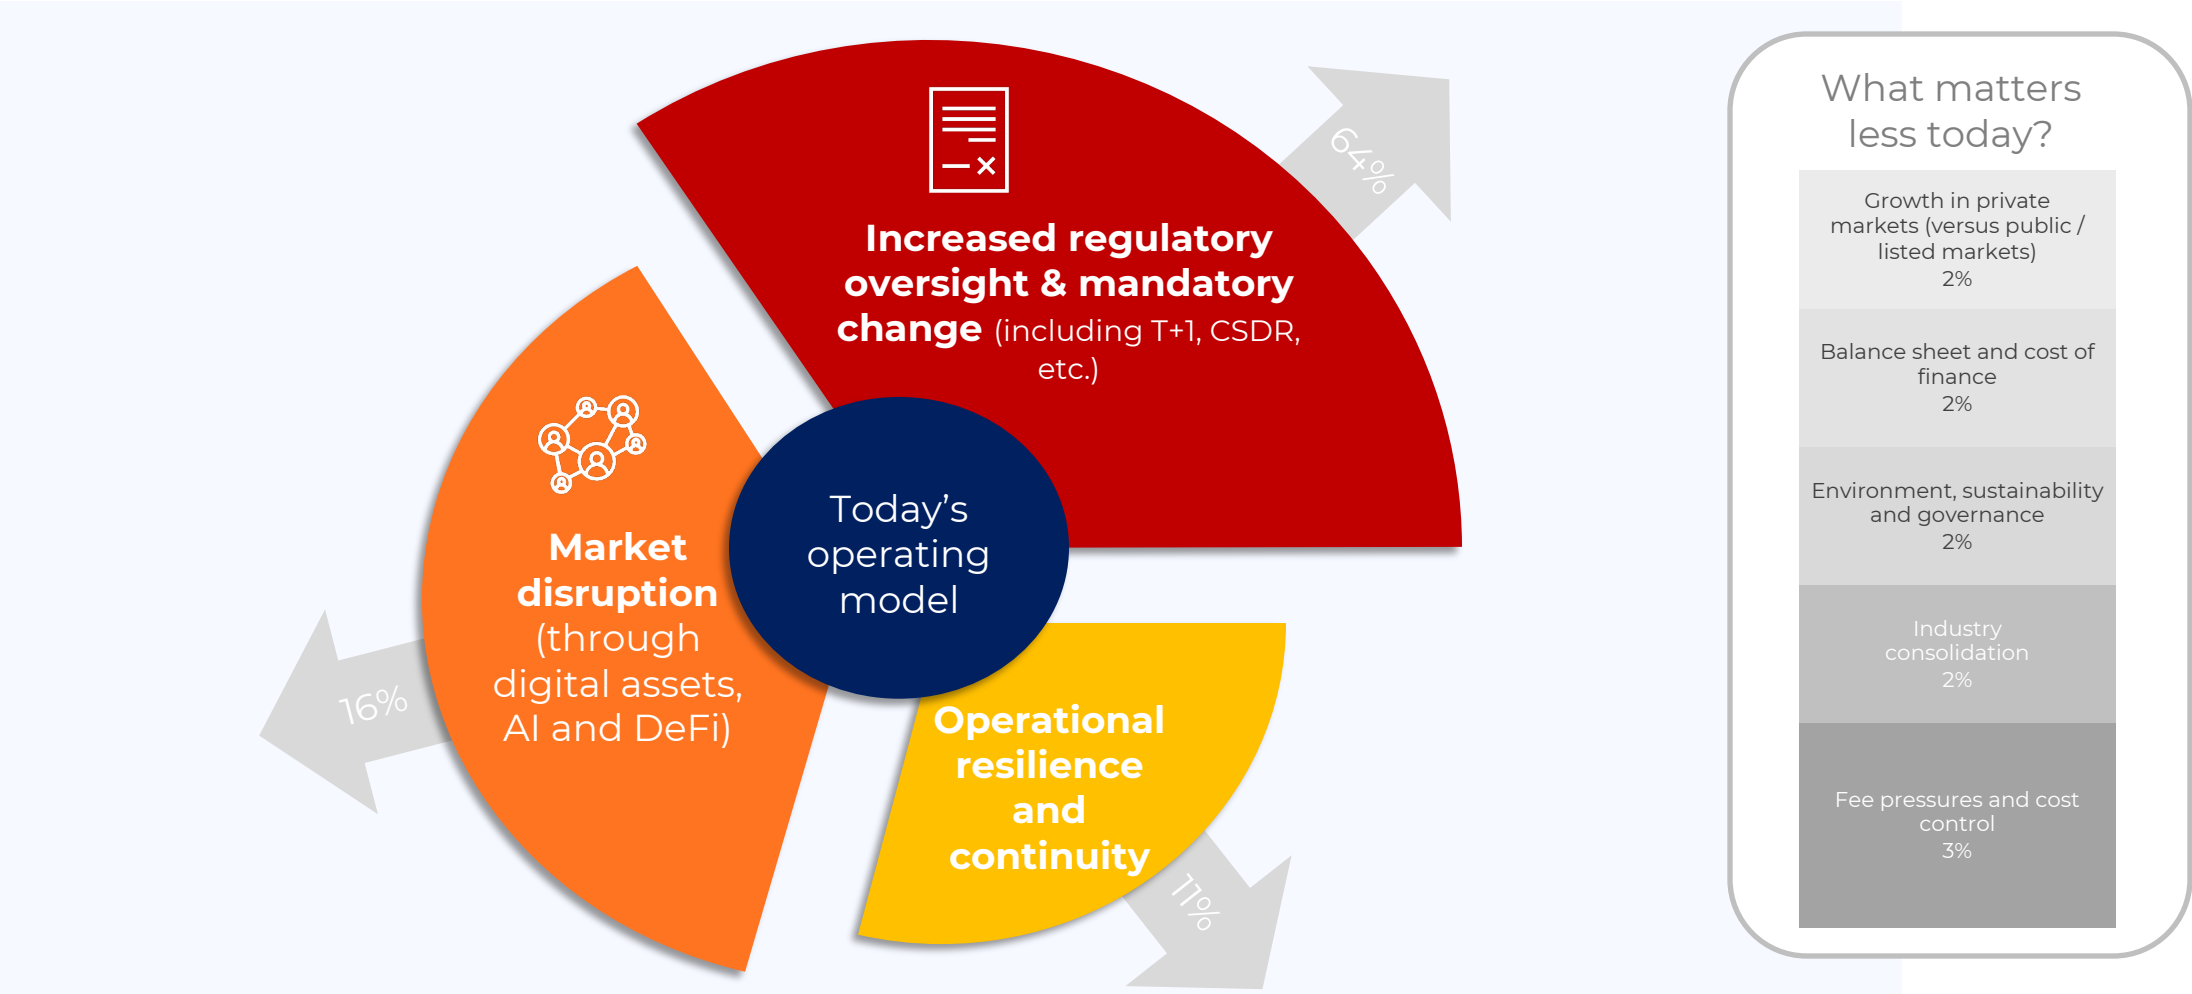 64%
Increased regulatory
oversight & mandatory
change (including T+1, CSDR,
etc.)
Market
disruption
(through
digital assets,
AI and DeFi)
16%
Today’s
operating
model
Operational
resilience
and
continuity
11%
What matters
less today?
Growth in private
markets (versus public /
listed markets)
2%
Balance sheet and cost of
finance
2%
Environment, sustainability
and governance
2%
Industry
consolidation
2%
Fee pressures and cost
control
3%